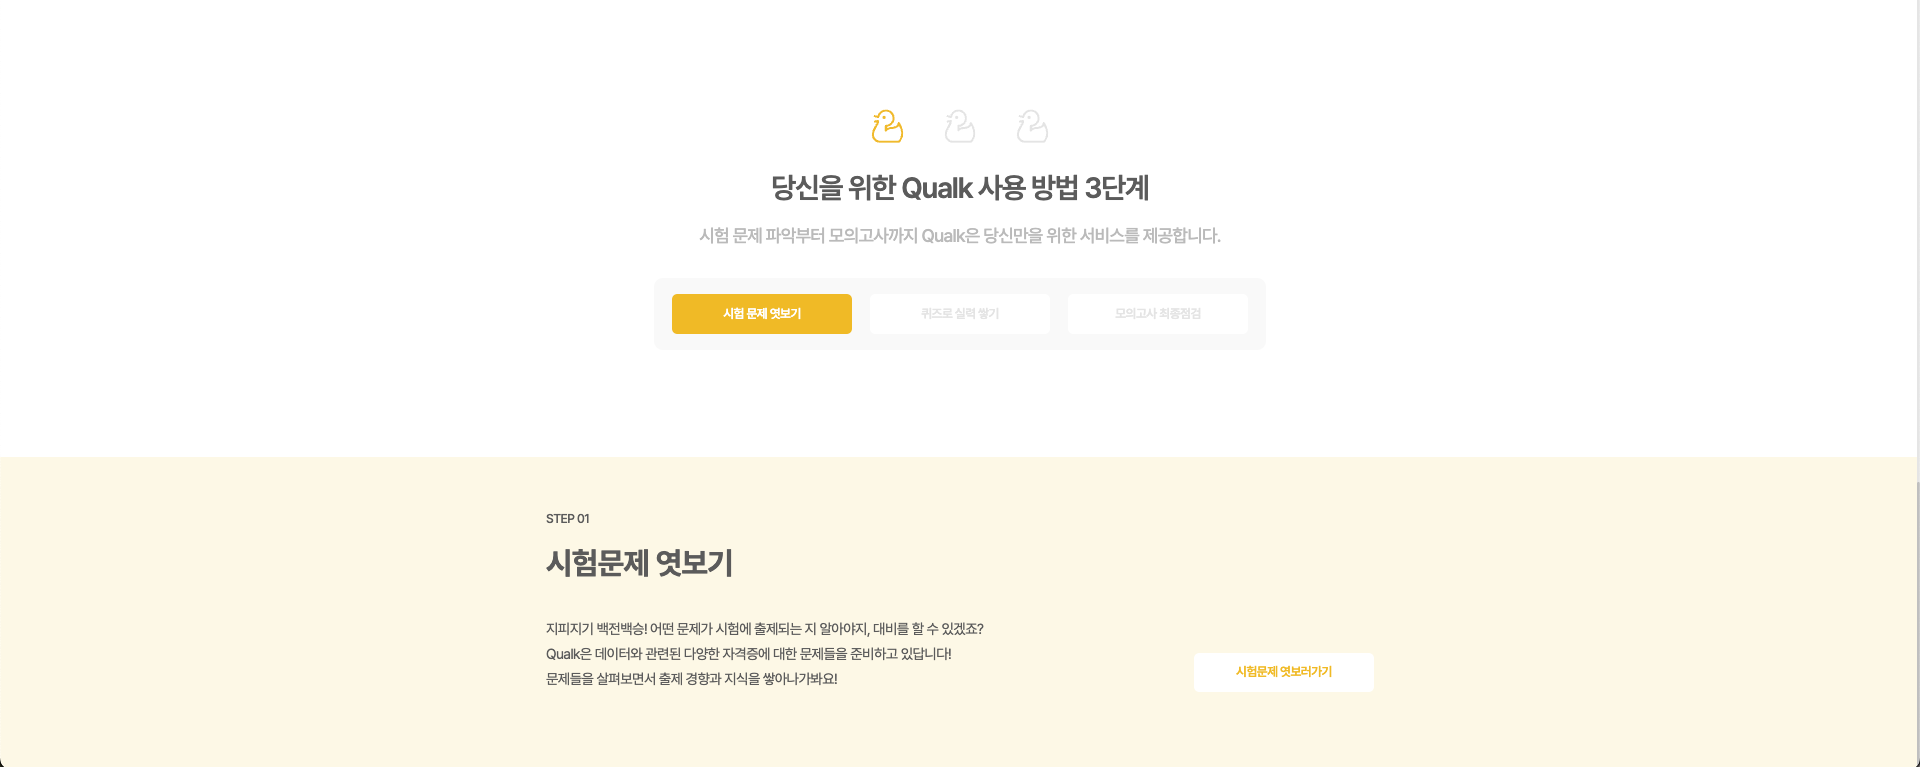 당신을 위한 Qualk 사용 방법 3단계
시험 문제 파악부터 모의고사까지 Qualk은 당신만을 위한 서비스를 제공합니다.
시험 문제 엿보기
퀴즈로 실력 쌓기
모의고사 최종점검
STEP 01
시험문제 엿보기
지피지기 백전백승! 어떤 문제가 시험에 출제되는 지 알아야지, 대비를 할 수 있겠죠?
Qualk은 데이터와 관련된 다양한 자격증에 대한 문제들을 준비하고 있답니다!
문제들을 살펴보면서 출제 경향과 지식을 쌓아나가봐요!
시험문제 엿보러가기